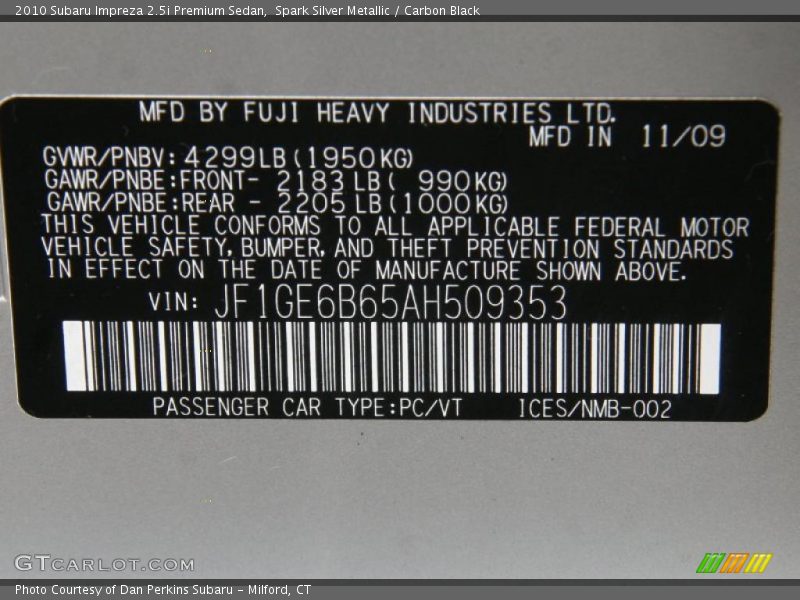 2010 Subaru Impreza 2.5i Premium Sedan,  Spark Silver Metallic / Carbon Black
MFD BY FUJI HEAVY INDUSTRIES LTD.
MFD IN 11/09
GVWR/PNBV: 4299LB(1950KG)
GAWR/PNBE:FRONT- 2183LB( 990KG)
GAWR/PNBE:REAR - 2205LB(1000KG)
THIS VEHICLE CONFORMS TO ALL APPLICABLE FEDERAL MOTOR
VEHICLE SAFETY, BUMPER, AND THEFT PREVENTION STANDARDS
IN EFFECT ON THE DATE OF MANUFACTURE SHOWN ABOVE.
VIN: JF1GE6B65AH509353
PASSENGER CAR TYPE:PC/VT ICES/NMB-002
GTCARLOT.COM
Photo Courtesy of Dan Perkins Subaru - Milford, CT